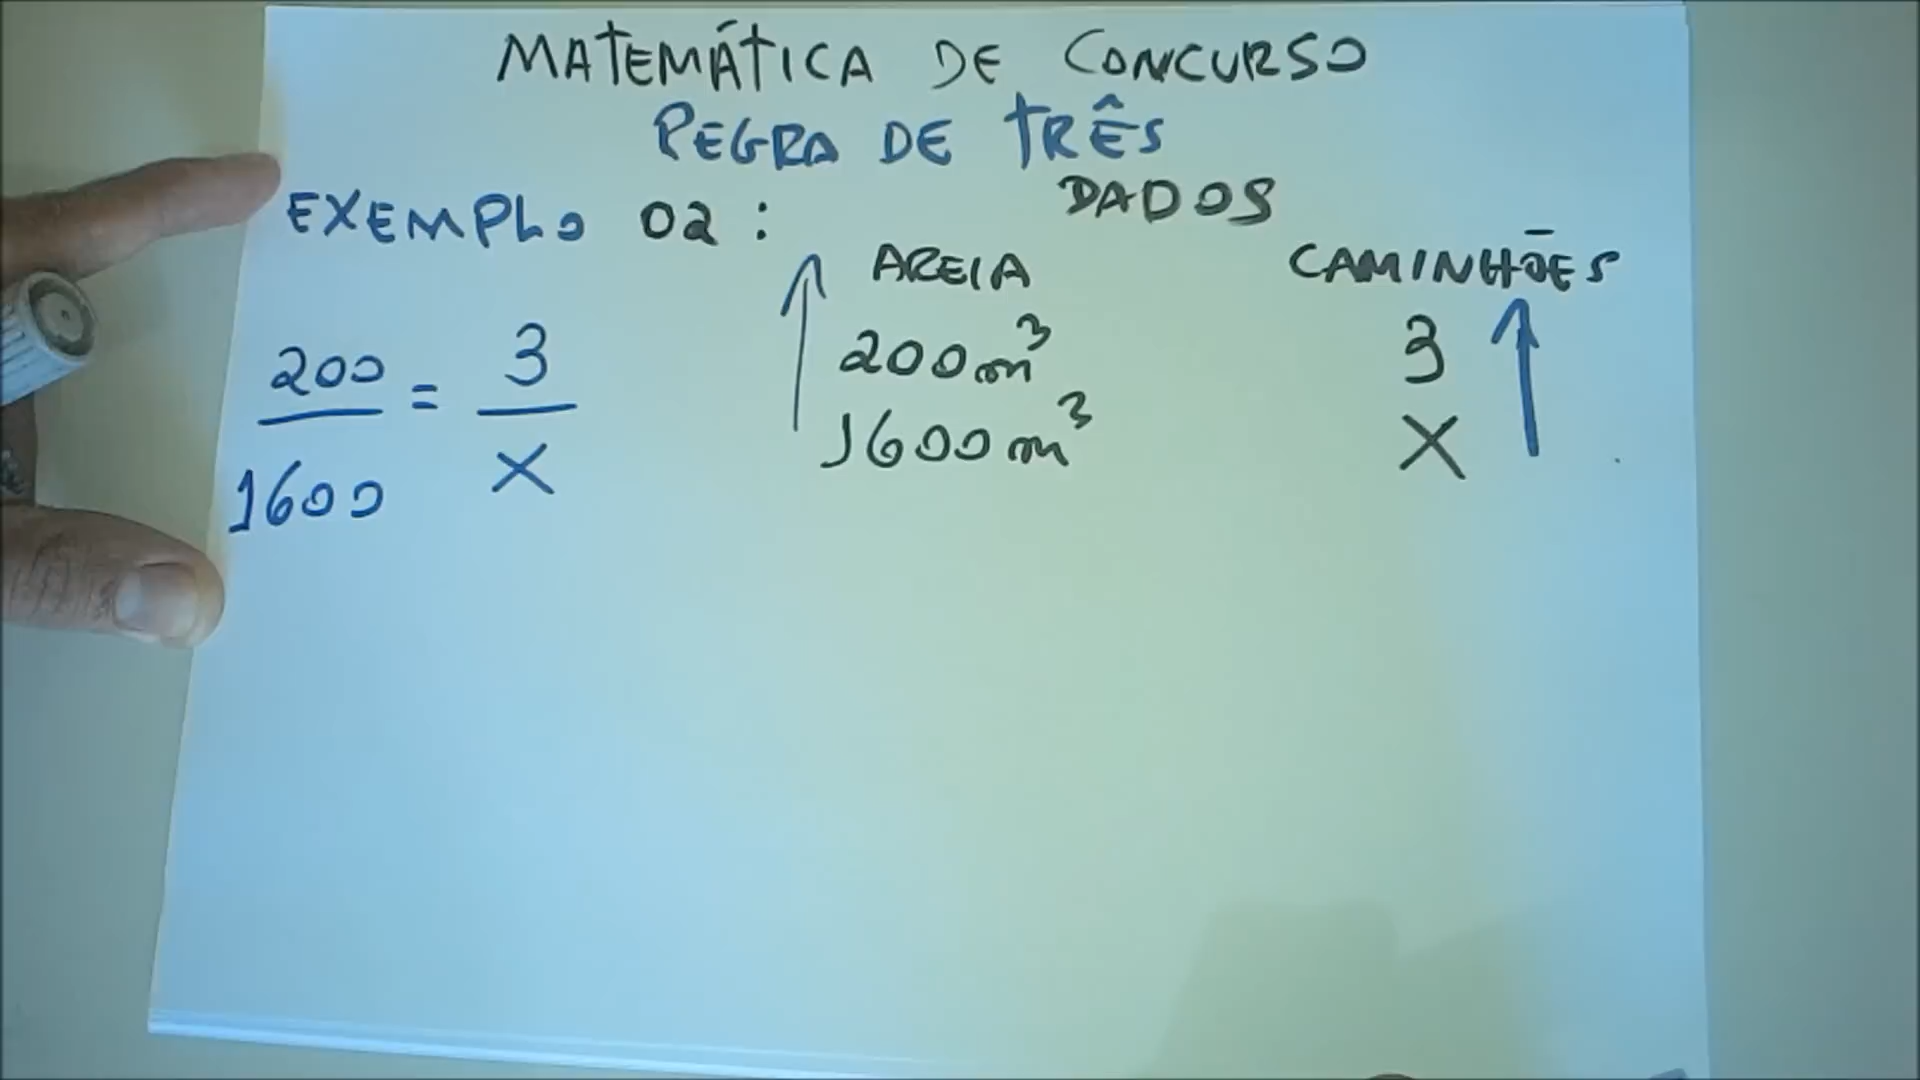 MATEMÁTICA DE CONCURSO
REGRA DE TRÊS
EXEMPLO 02: DADOS
AREIA CAMINHÕES
200 / 1600 = 3 / X
200m³ 3
1600m³ X